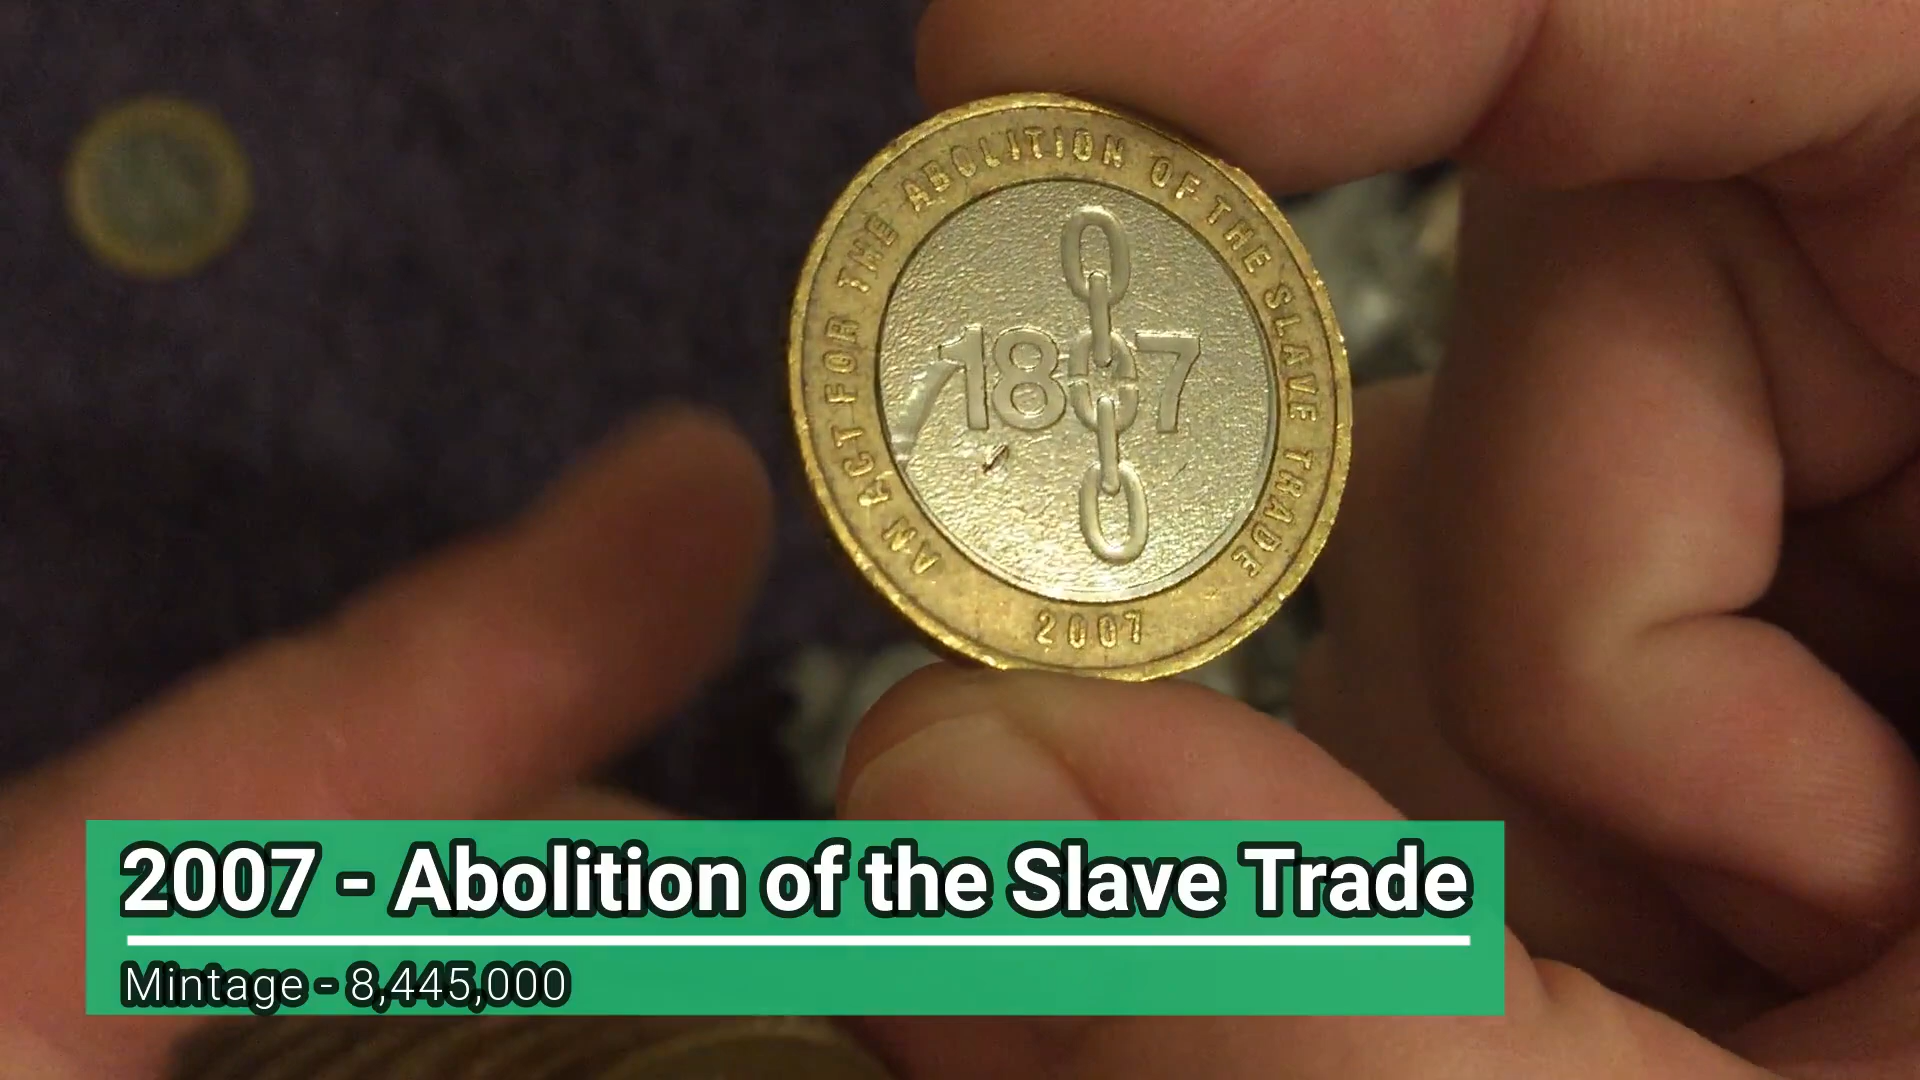 AN ACT FOR THE ABOLITION OF THE SLAVE TRADE
1807
2007
2007 - Abolition of the Slave Trade
Mintage - 8,445,000